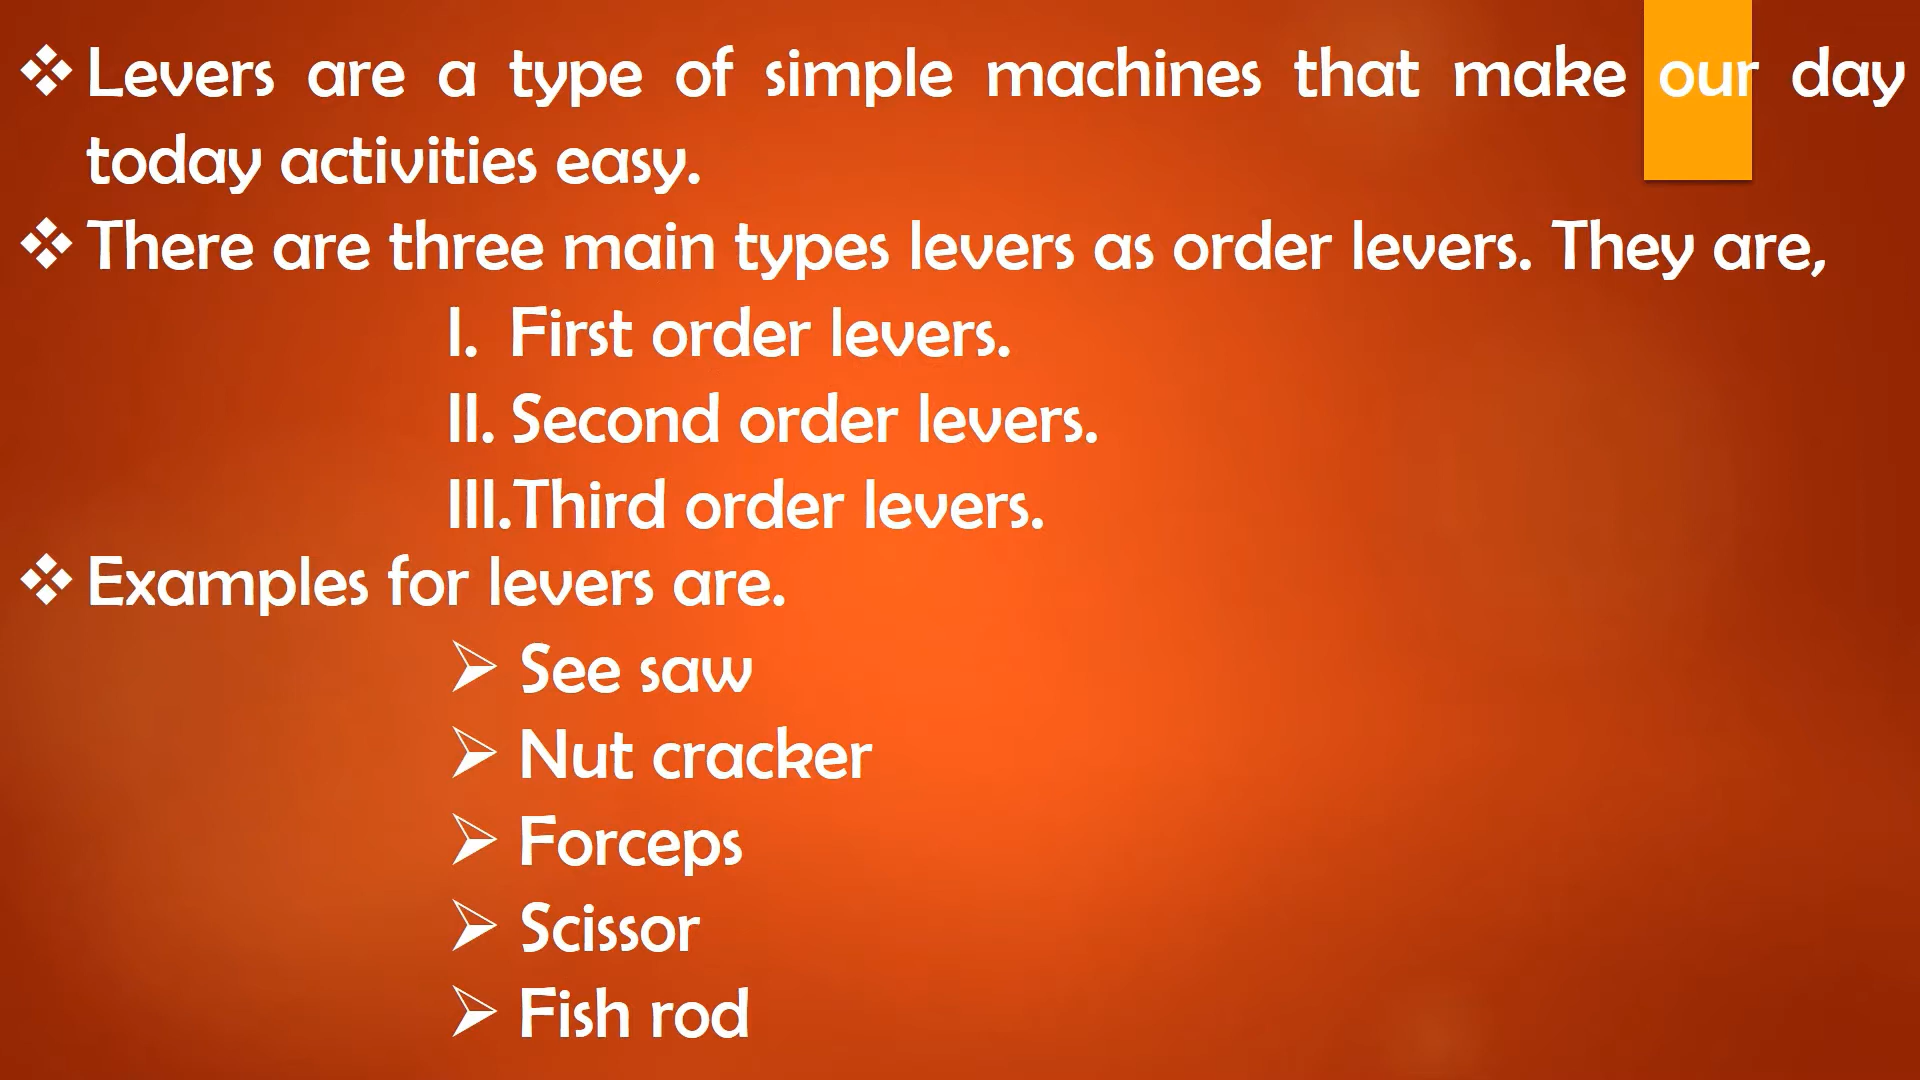 Levers are a type of simple machines that make our day
today activities easy.
There are three main types levers as order levers. They are,
I. First order levers.
II. Second order levers.
III.Third order levers.
Examples for levers are.
See saw
Nut cracker
Forceps
Scissor
Fish rod